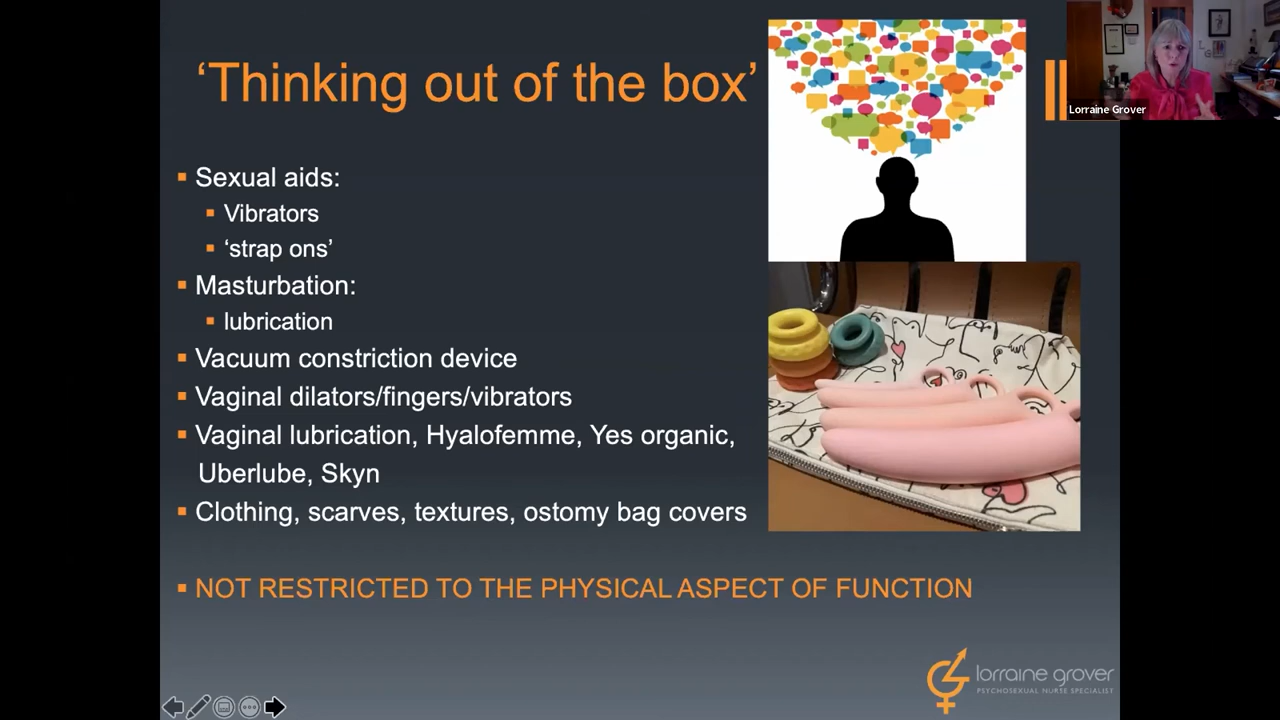 'Thinking out of the box'
Lorraine Grover
▪ Sexual aids:
▪ Vibrators
▪ 'strap ons'
▪ Masturbation:
▪ lubrication
▪ Vacuum constriction device
▪ Vaginal dilators/fingers/vibrators
▪ Vaginal lubrication, Hyalofemme, Yes organic,
Uberlube, Skyn
▪ Clothing, scarves, textures, ostomy bag covers
▪ NOT RESTRICTED TO THE PHYSICAL ASPECT OF FUNCTION
lorraine grover
PSYCHOSEXUAL NURSE SPECIALIST